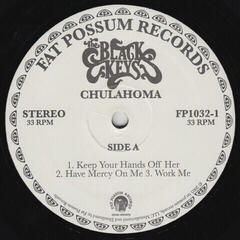 FAT POSSUM RECORDS
The BLACK KEYS
CHULAHOMA
STEREO
33 RPM
FP1032-1
33 RPM
SIDE A
1. Keep Your Hands Off Her
2. Have Mercy On Me 3. Work Me